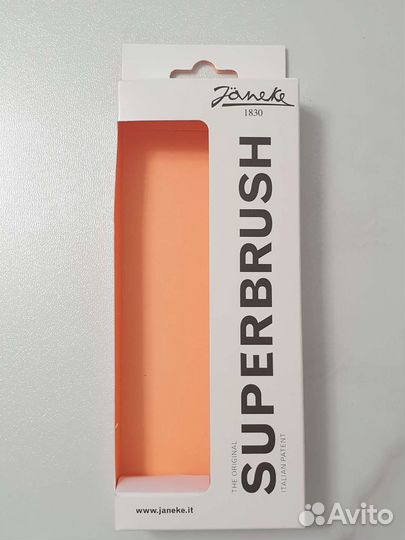 Jäneke
1830
SUPERBRUSH
THE ORIGINAL
ITALIAN PATENT
www.janeke.it
Avito